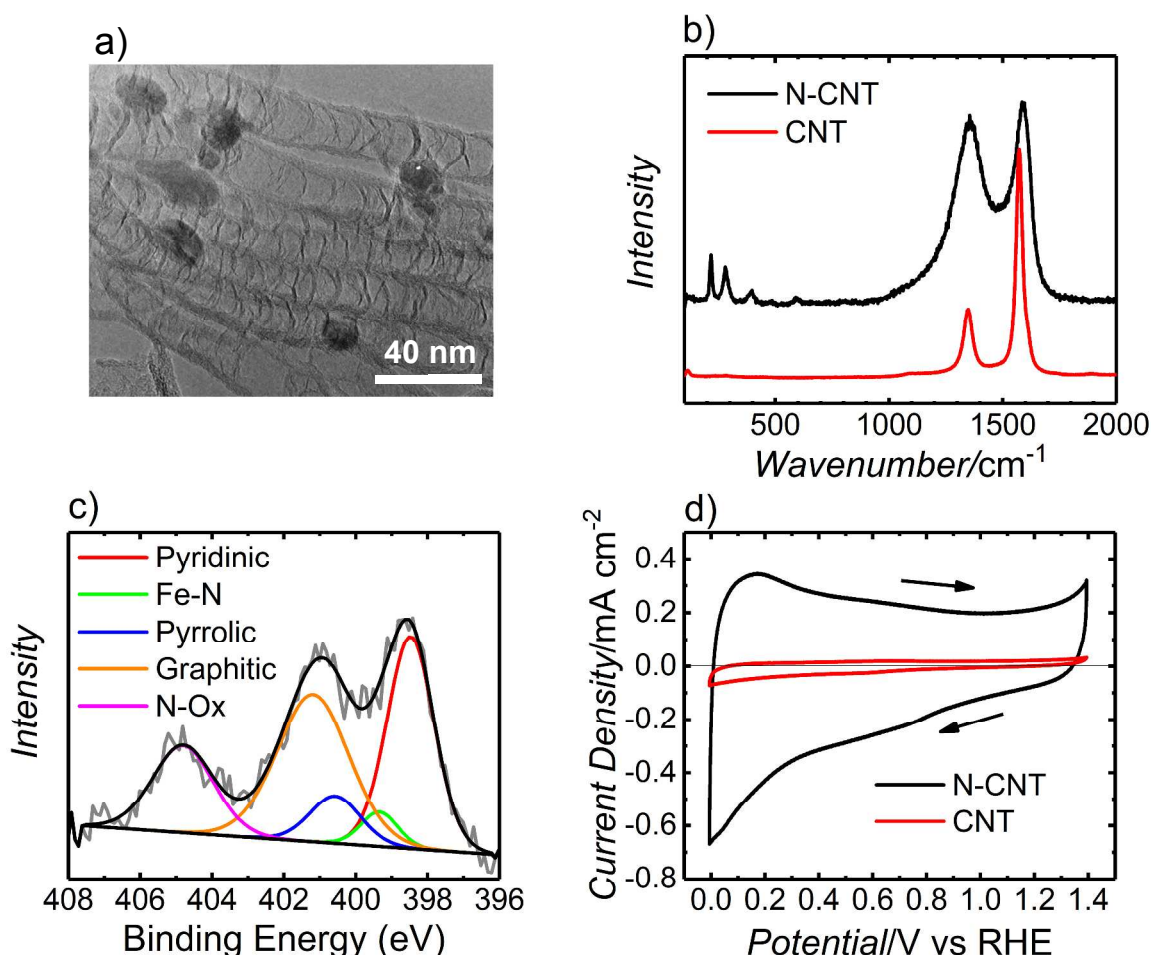 a)
40 nm
b)
N-CNT
CNT
Intensity
500 1000 1500 2000
Wavenumber/cm-1
c)
Pyridinic
Fe-N
Pyrrolic
Graphitic
N-Ox
Intensity
408 406 404 402 400 398 396
Binding Energy (eV)
d)
0.4
0.2
0.0
-0.2
-0.4
-0.6
-0.8
Current Density/mA cm-2
N-CNT
CNT
0.0 0.2 0.4 0.6 0.8 1.0 1.2 1.4
Potential/V vs RHE